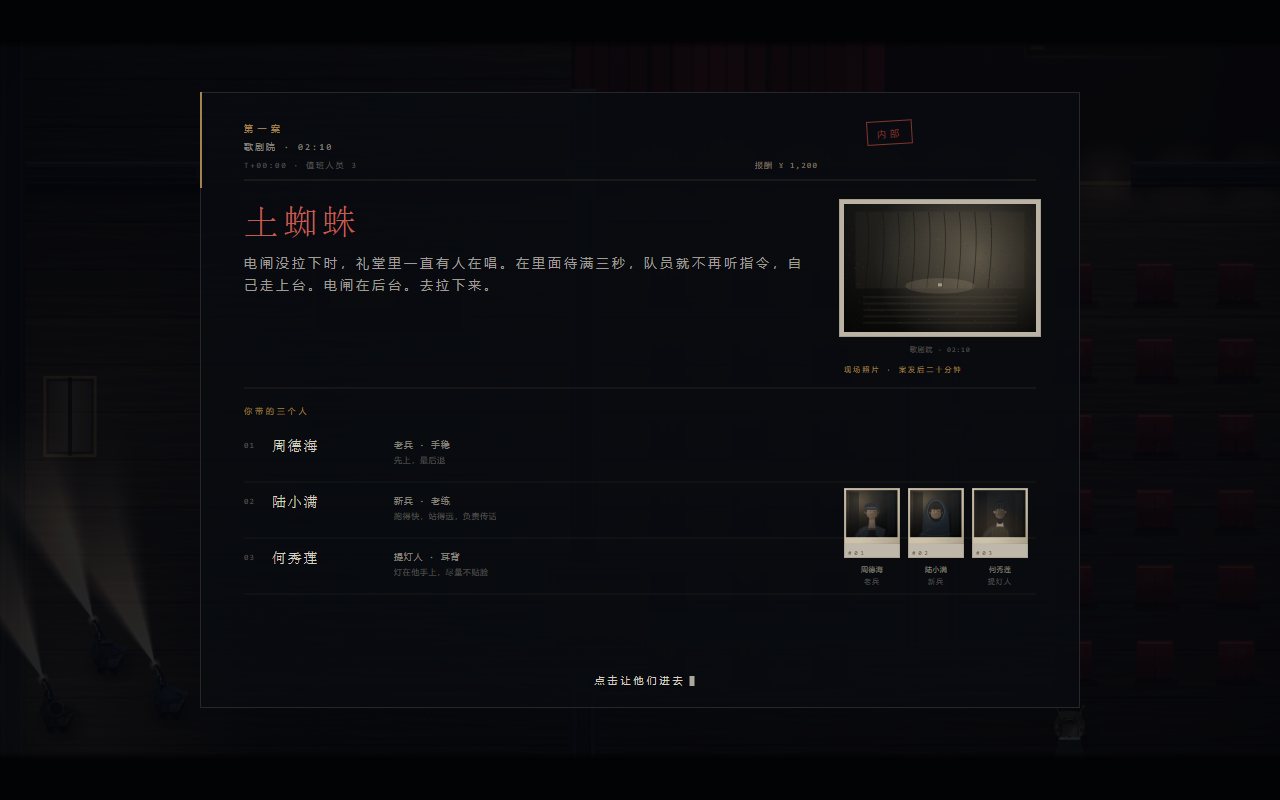 第一案
歌剧院 · 02:10
T+00:00 · 值班人员 3
报酬 ¥ 1,200
内部
土蜘蛛
电闸没拉下时，礼堂里一直有人在唱。在里面待满三秒，队员就不再听指令，自
己走上台。电闸在后台。去拉下来。
歌剧院 · 02:10
现场照片 · 案发后二十分钟
你带的三个人
01 周德海 老兵 · 手稳
先上，最后退
02 陆小满 新兵 · 老练
跑得快，站得远，负责传话
03 何秀莲 提灯人 · 耳背
灯在他手上，尽量不贴脸
#01 #02 #03
周德海 陆小满 何秀莲
老兵 新兵 提灯人
点击让他们进去